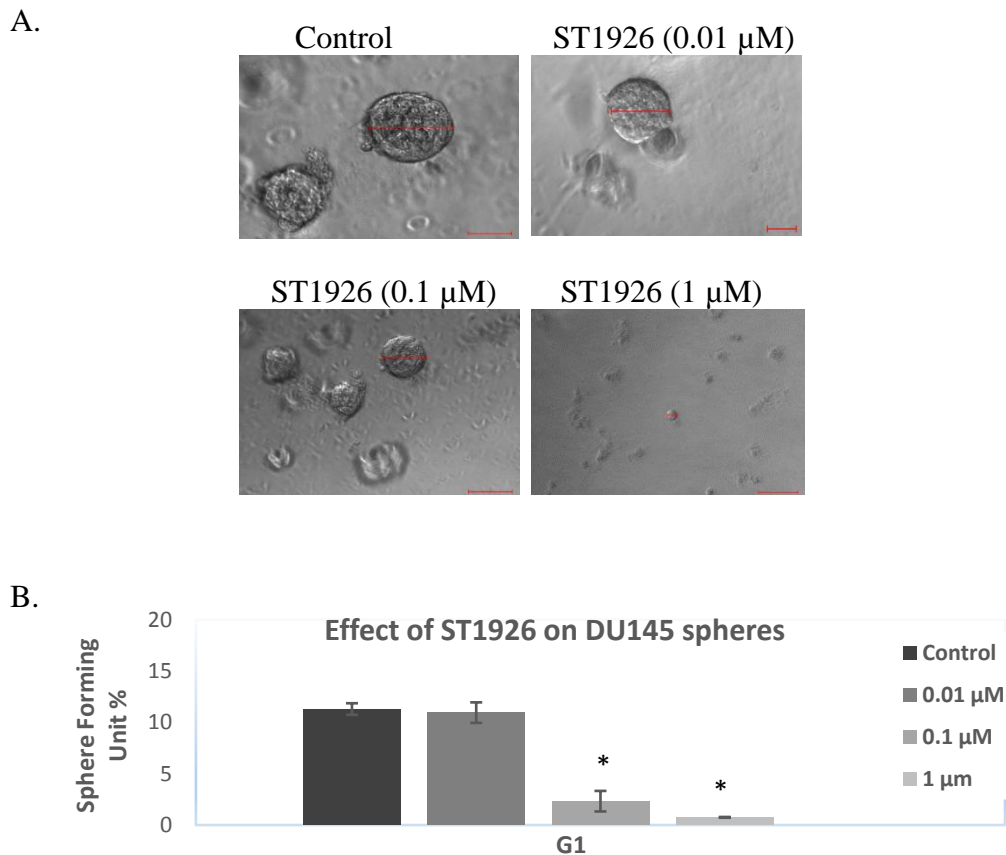 A.
Control
ST1926 (0.01 µM)
ST1926 (0.1 µM)
ST1926 (1 µM)
B.
Effect of ST1926 on DU145 spheres
Sphere Forming
Unit %
20
15
10
5
0
*
*
G1
Control
0.01 µM
0.1 µM
1 µm